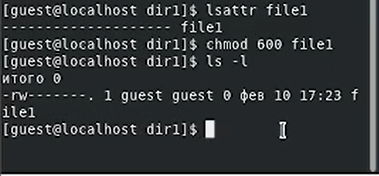 [guest@localhost dir1]$ lsattr file1
-------------------- file1
[guest@localhost dir1]$ chmod 600 file1
[guest@localhost dir1]$ ls -l
итого 0
-rw-------. 1 guest guest 0 фев 10 17:23 f
ile1
[guest@localhost dir1]$